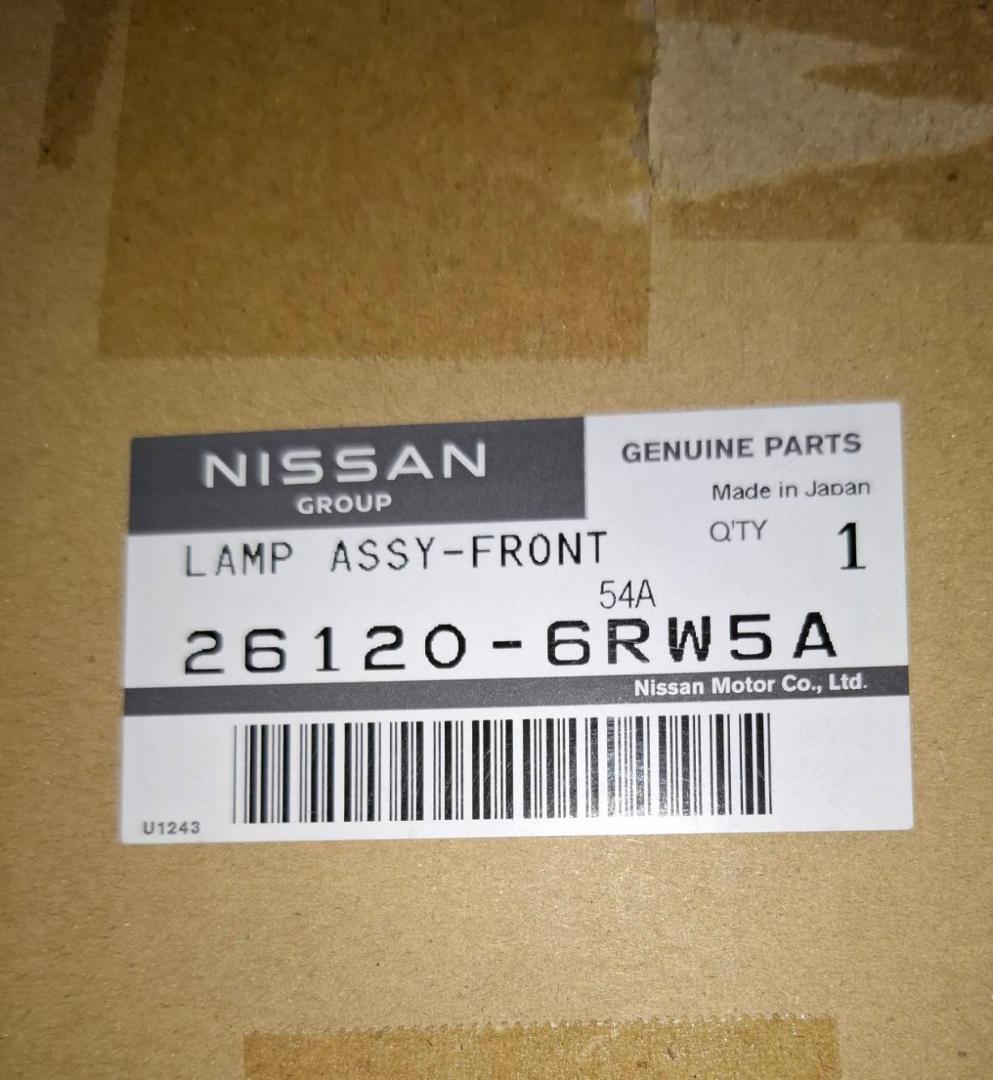 NISSAN
GROUP
GENUINE PARTS
Made in Japan
LAMP ASSY-FRONT
Q'TY 1
54A
26120-6RW5A
Nissan Motor Co., Ltd.
U1243